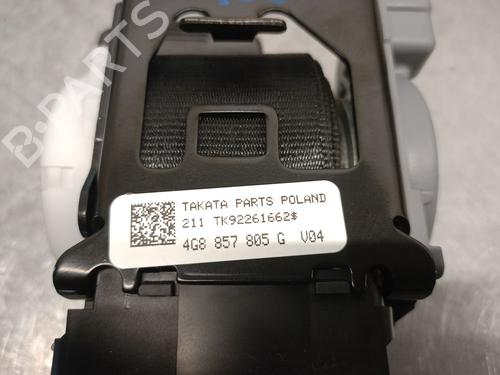 B-PARTS
TAKATA PARTS POLAND
211 TK92261662$
4G8 857 805 G V04